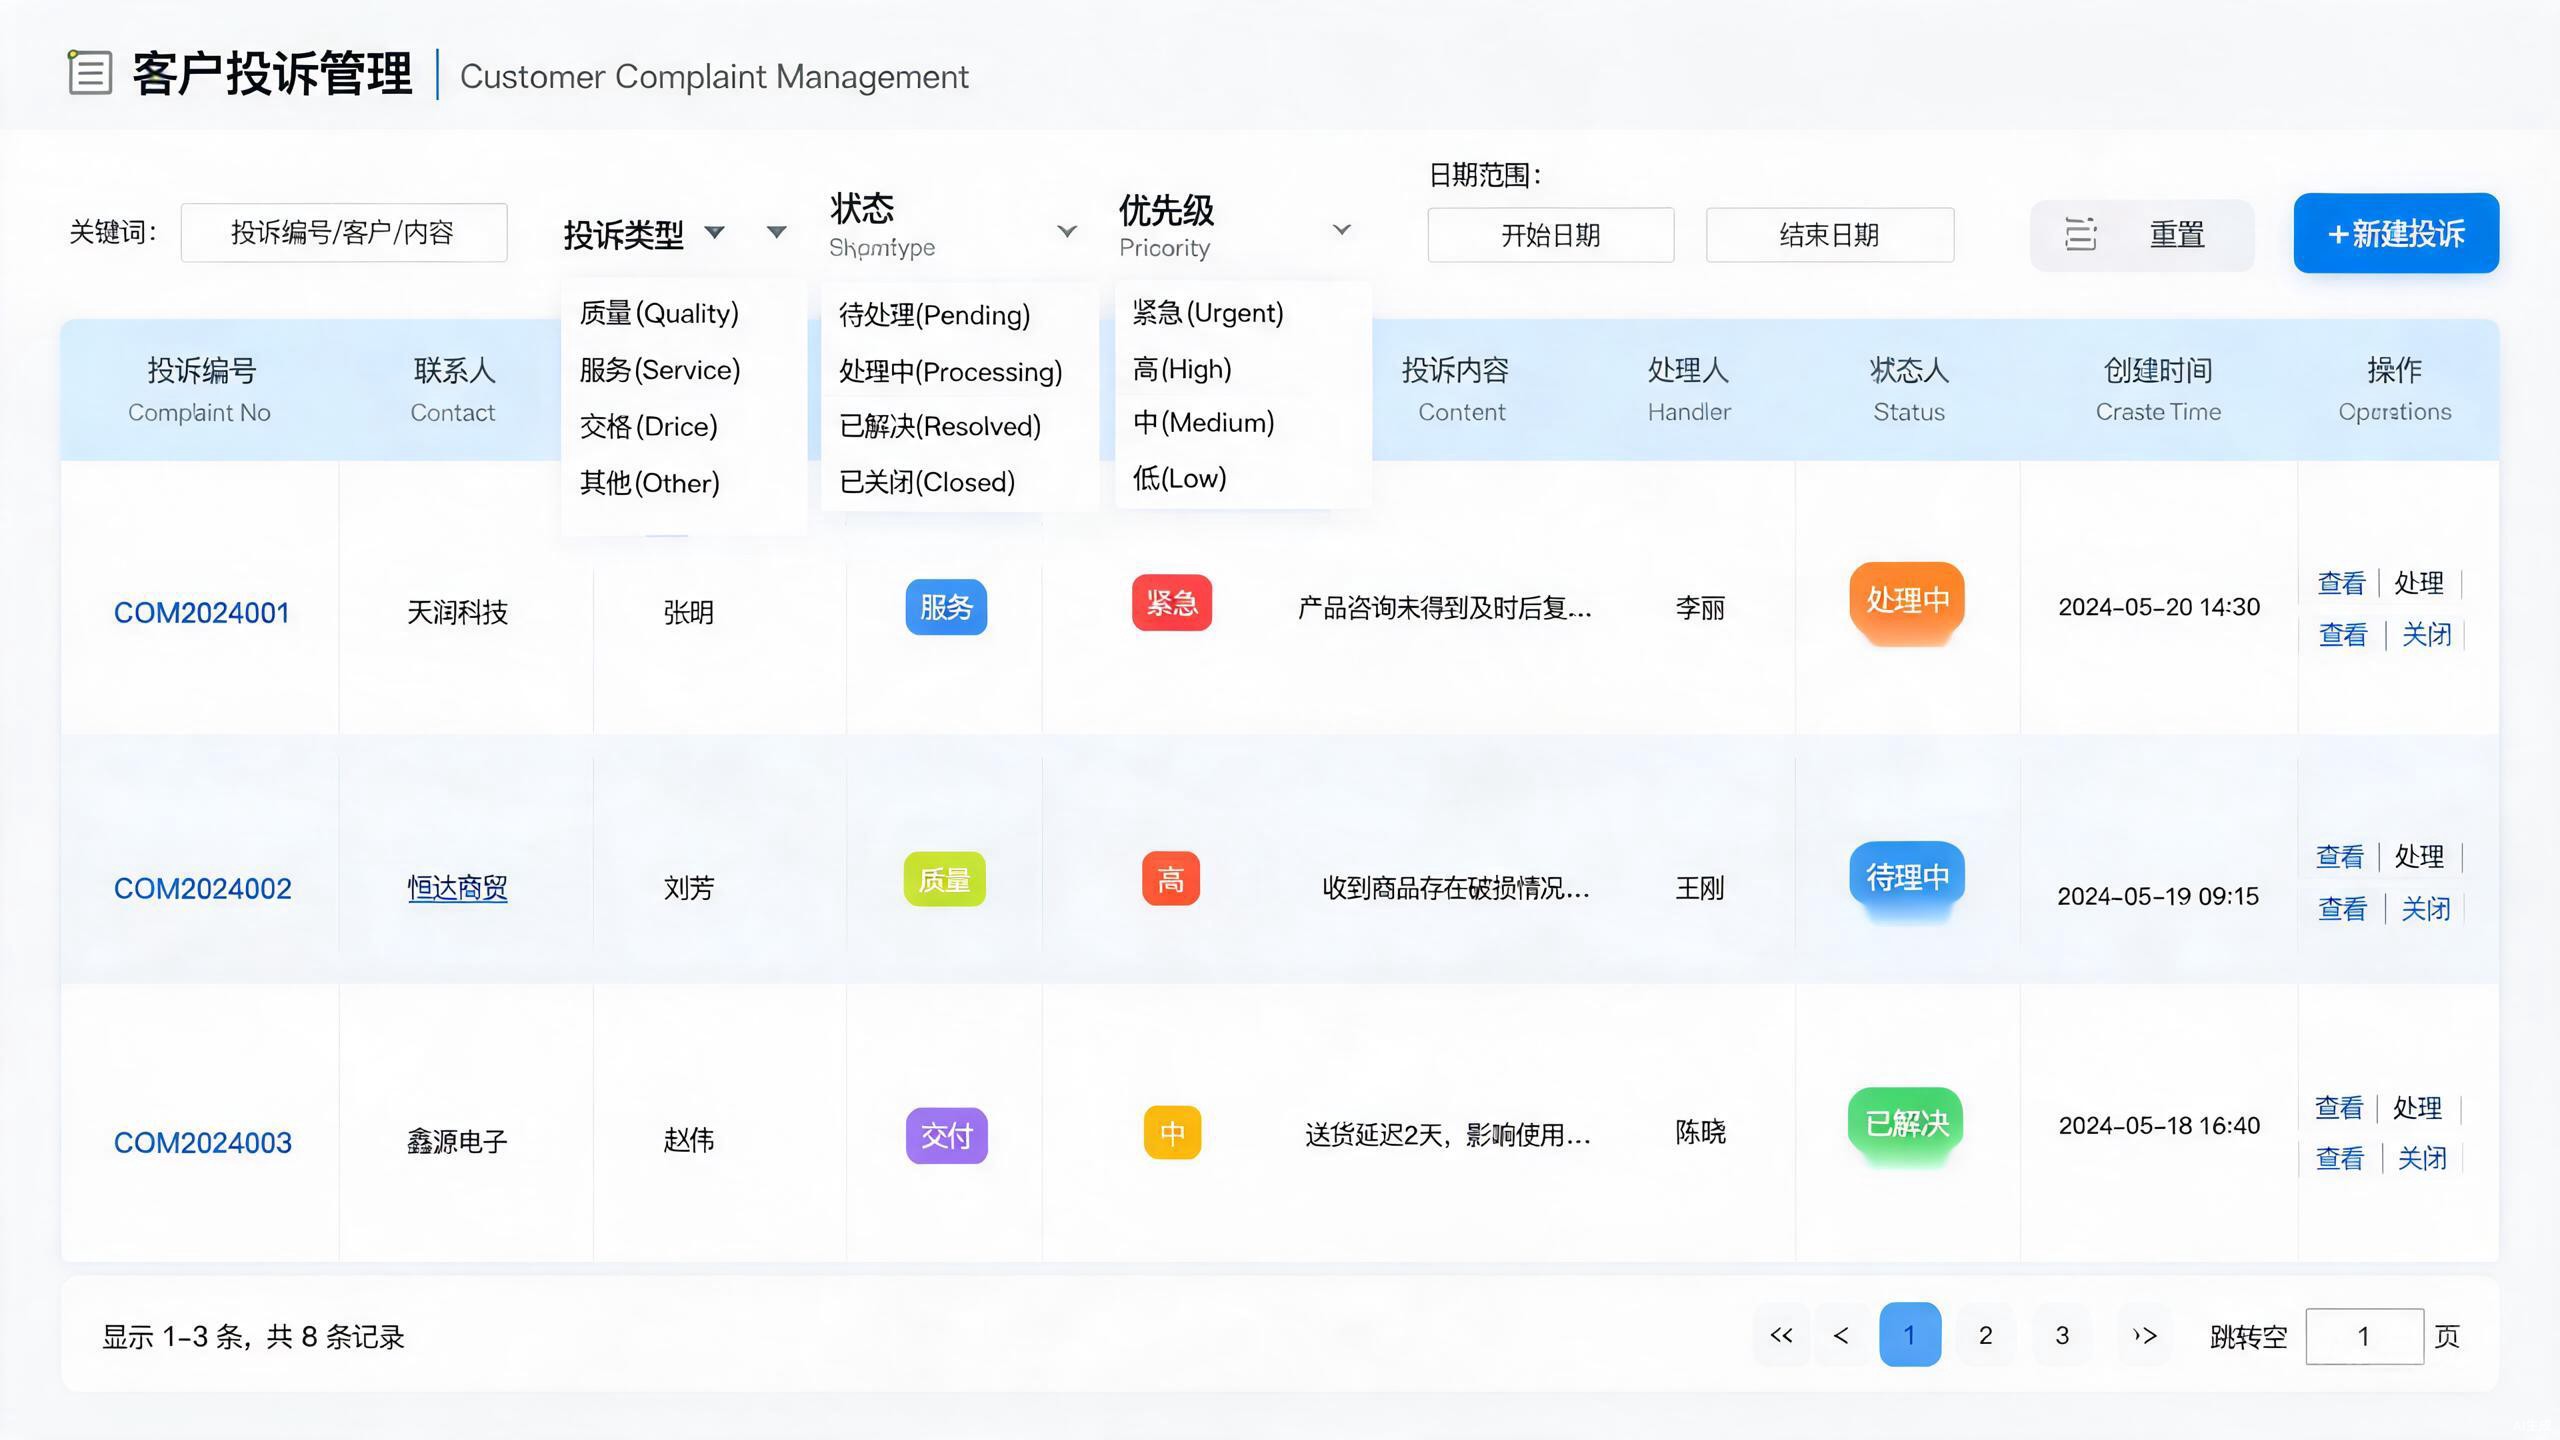 客户投诉管理 | Customer Complaint Management
关键词： 投诉编号/客户/内容
投诉类型
状态
Shomtype
优先级
Pricority
日期范围：
开始日期 结束日期
重置
+新建投诉
质量(Quality)
服务(Service)
交格(Drice)
其他(Other)
待处理(Pending)
处理中(Processing)
已解决(Resolved)
已关闭(Closed)
紧急(Urgent)
高(High)
中(Medium)
低(Low)
投诉编号 联系人 投诉内容 处理人 状态人 创建时间 操作
Complaint No Contact Content Handler Status Craste Time Operations
COM2024001 天润科技 张明 服务 紧急 产品咨询未得到及时后复... 李丽 处理中 2024-05-20 14:30 查看 | 处理 |
查看 | 关闭 |
COM2024002 恒达商贸 刘芳 质量 高 收到商品存在破损情况... 王刚 待理中 2024-05-19 09:15 查看 | 处理 |
查看 | 关闭 |
COM2024003 鑫源电子 赵伟 交付 中 送货延迟2天，影响使用... 陈晓 已解决 2024-05-18 16:40 查看 | 处理 |
查看 | 关闭 |
显示 1-3 条，共 8 条记录
<< < 1 2 3 >> 跳转空 1 页